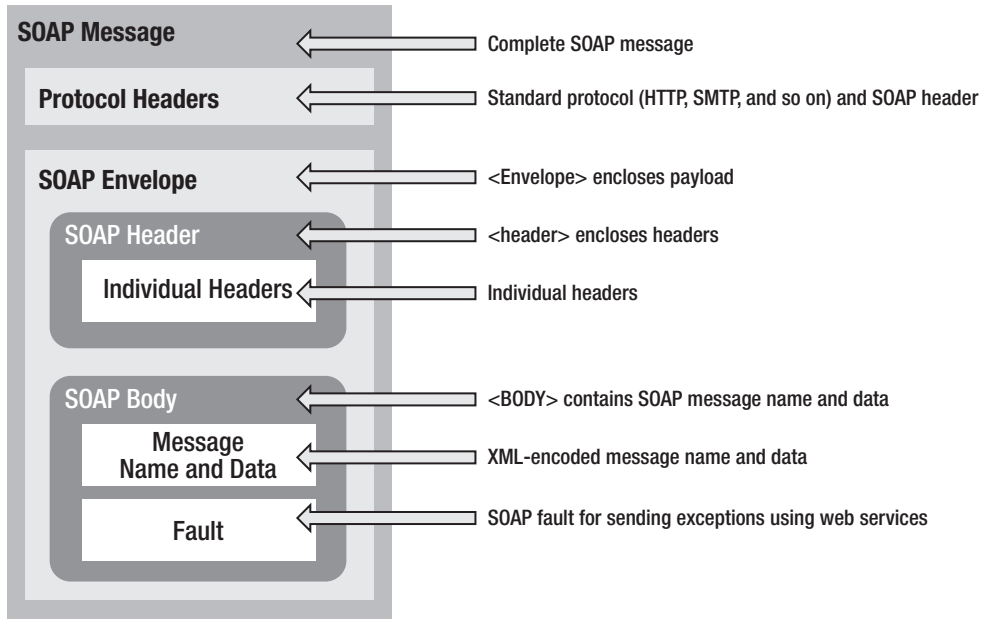 SOAP Message
Complete SOAP message
Protocol Headers
Standard protocol (HTTP, SMTP, and so on) and SOAP header
SOAP Envelope
<Envelope> encloses payload
SOAP Header
<header> encloses headers
Individual Headers
Individual headers
SOAP Body
<BODY> contains SOAP message name and data
Message
Name and Data
XML-encoded message name and data
Fault
SOAP fault for sending exceptions using web services